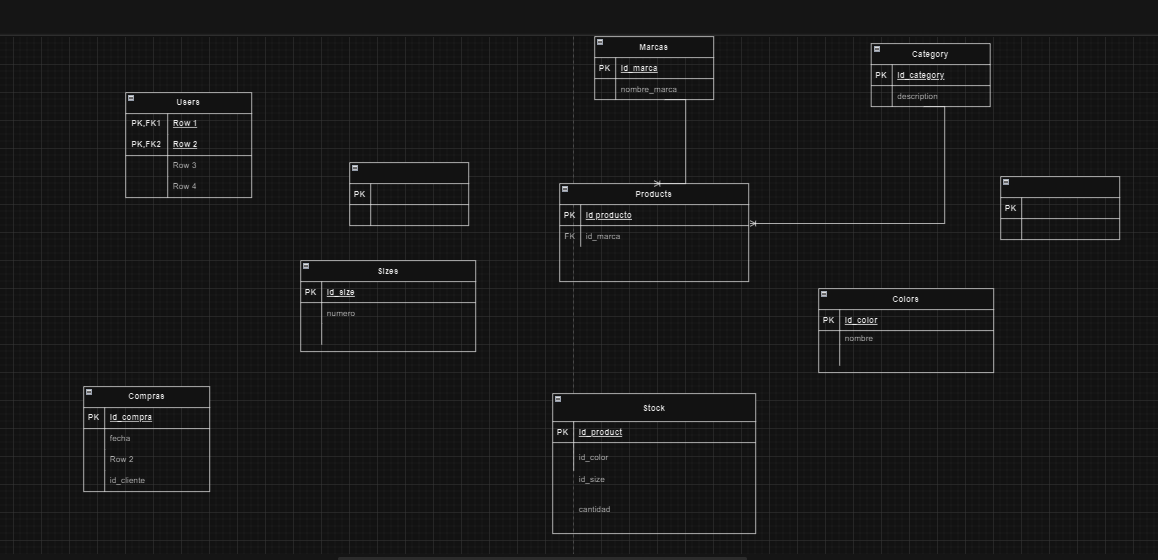 Marcas
PK id_marca
nombre_marca
Category
PK id_category
description
Users
PK,FK1 Row 1
PK,FK2 Row 2
Row 3
Row 4
PK
Products
PK id producto
FK id_marca
PK
Sizes
PK id_size
numero
Colors
PK id_color
nombre
Compras
PK id_compra
fecha
Row 2
id_cliente
Stock
PK id_product
id_color
id_size
cantidad